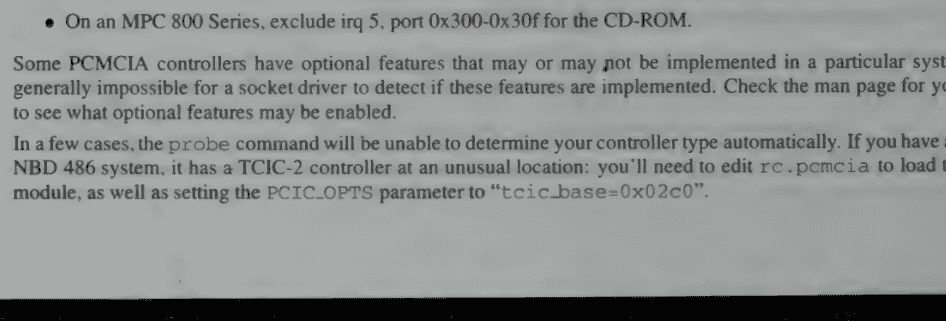 • On an MPC 800 Series, exclude irq 5, port 0x300-0x30f for the CD-ROM.
Some PCMCIA controllers have optional features that may or may not be implemented in a particular syst
generally impossible for a socket driver to detect if these features are implemented. Check the man page for yo
to see what optional features may be enabled.
In a few cases, the probe command will be unable to determine your controller type automatically. If you have
NBD 486 system, it has a TCIC-2 controller at an unusual location: you'll need to edit rc.pcmcia to load
module, as well as setting the PCIC_OPTS parameter to “tcic_base=0x02c0”.